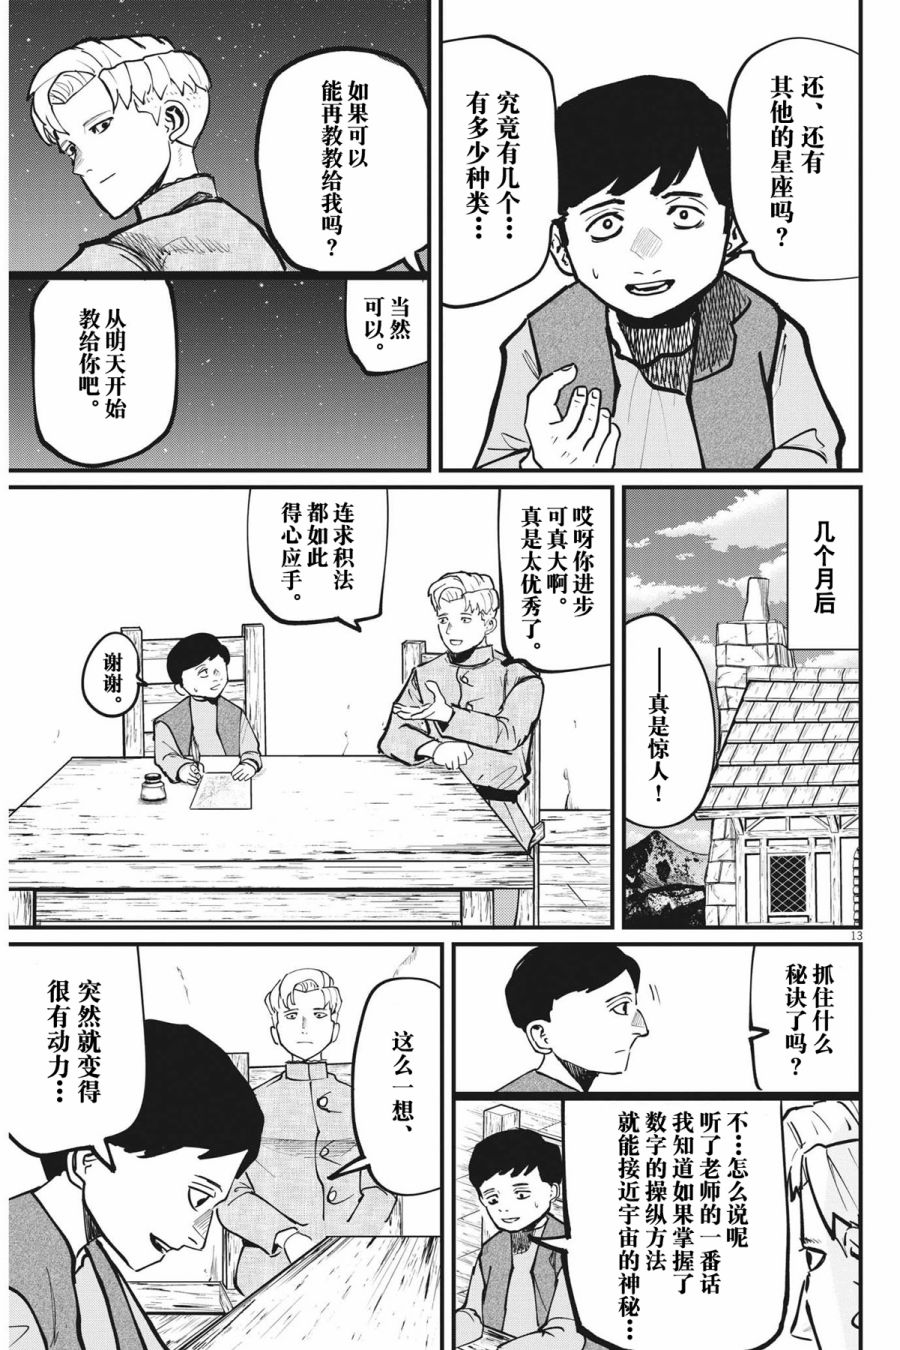 还、还有
其他的星座吗？
究竟有几个…
有多少种类…
如果可以
能再教教给我吗？
当然
可以。
从明天开始
教给你吧。
几个月后
——真是惊人！
哎呀你进步
可真大啊。
真是太优秀了。
连求积法
都如此
得心应手。
谢谢。
13
抓住什么
秘诀了吗？
不…怎么说呢
听了老师的一番话
我知道如果掌握了
数字的操纵方法
就能接近宇宙的神秘…
这么一想、
突然就变得
很有动力…